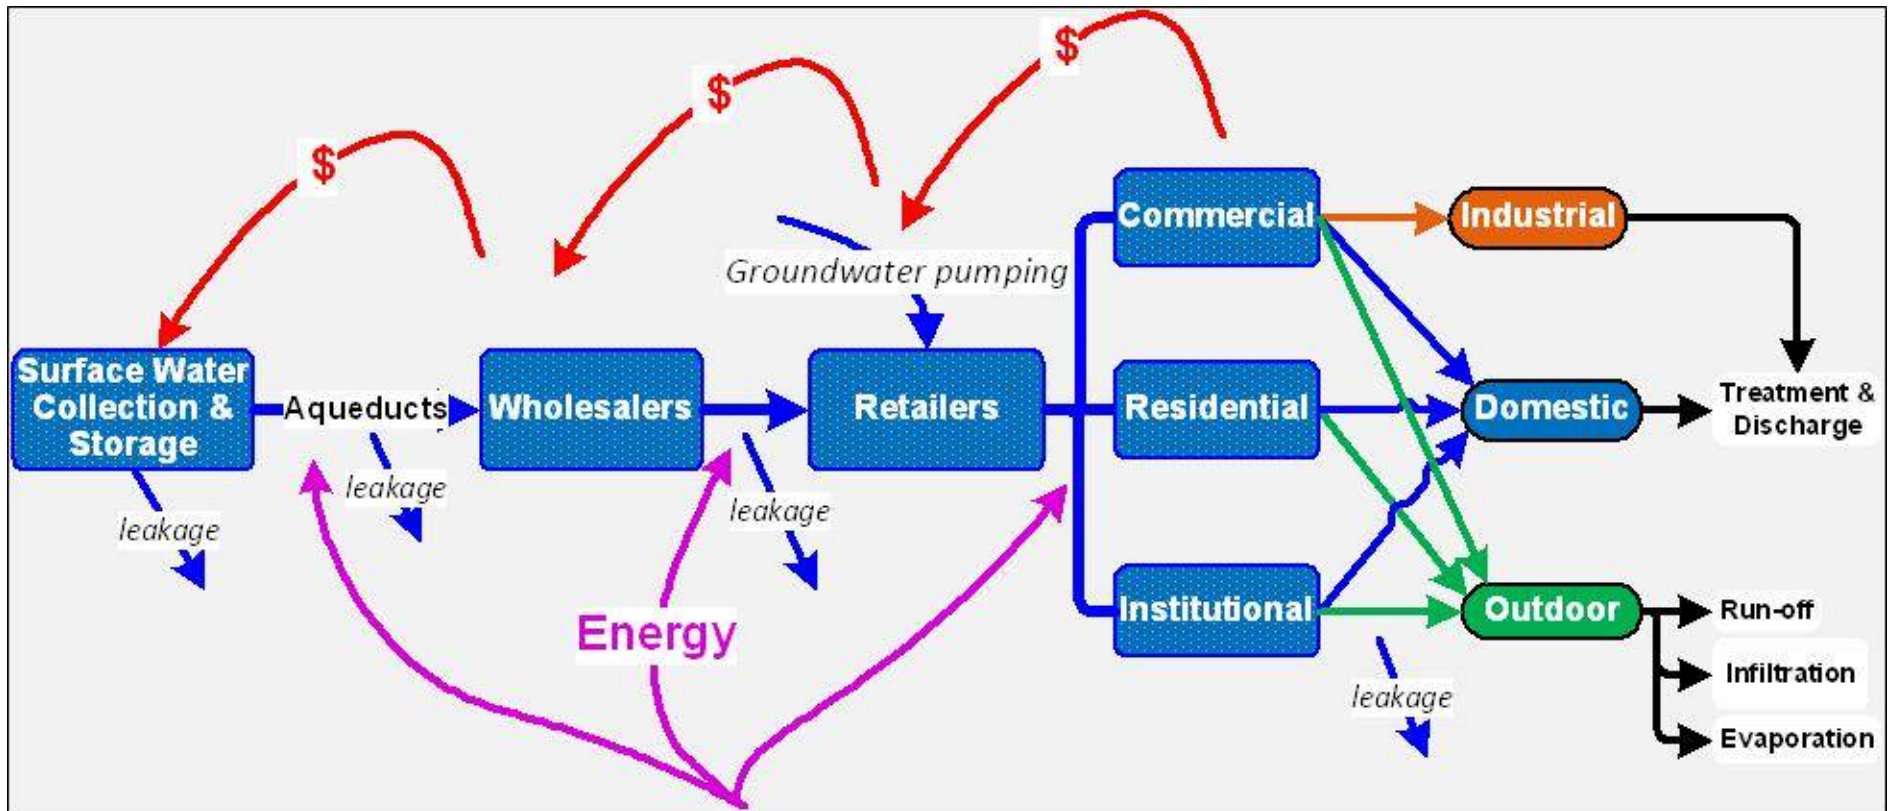 $
$
$
Commercial
Industrial
Groundwater pumping
Surface Water
Collection &
Storage
Aqueducts
Wholesalers
Retailers
Residential
Domestic
Treatment &
Discharge
leakage
leakage
leakage
Energy
Institutional
Outdoor
Run-off
Infiltration
Evaporation
leakage